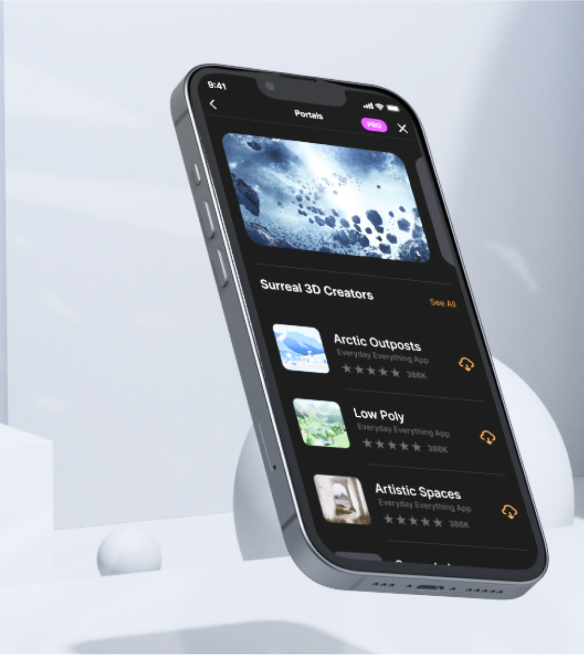 9:41
Portals
PRO
Surreal 3D Creators
See All
Arctic Outposts
Everyday Everything App
386K
Low Poly
Everyday Everything App
386K
Artistic Spaces
Everyday Everything App
386K